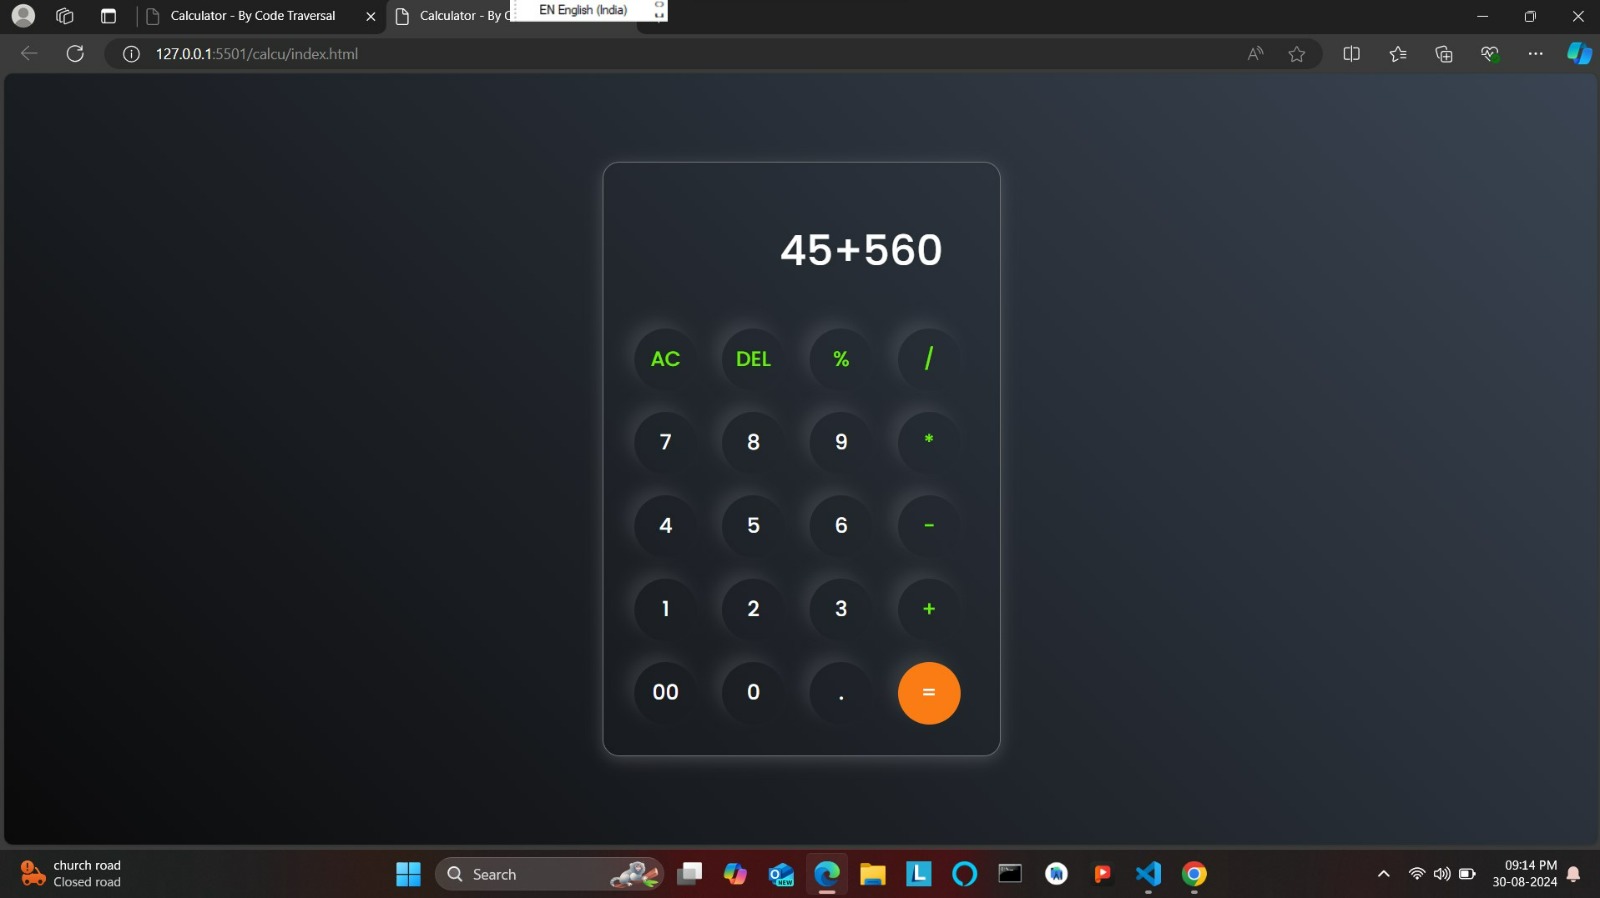 Calculator - By Code Traversal
Calculator - By C
EN English (India)
127.0.0.1:5501/calcu/index.html
45+560
AC DEL % /
7 8 9 *
4 5 6 -
1 2 3 +
00 0 . =
church road
Closed road
Search
NEW
L
09:14 PM
30-08-2024